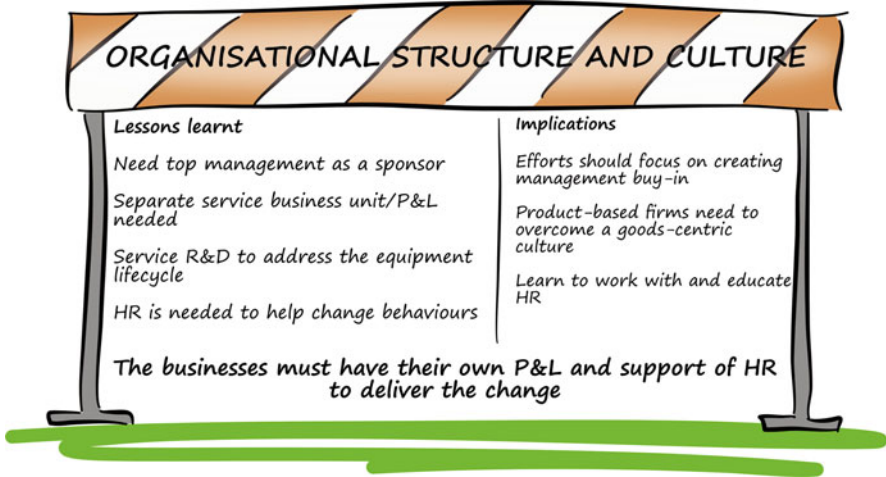 ORGANISATIONAL STRUCTURE AND CULTURE
Lessons learnt
Need top management as a sponsor
Separate service business unit/P&L
needed
Service R&D to address the equipment
lifecycle
HR is needed to help change behaviours
Implications
Efforts should focus on creating
management buy-in
Product-based firms need to
overcome a goods-centric
culture
Learn to work with and educate
HR
The businesses must have their own P&L and support of HR
to deliver the change